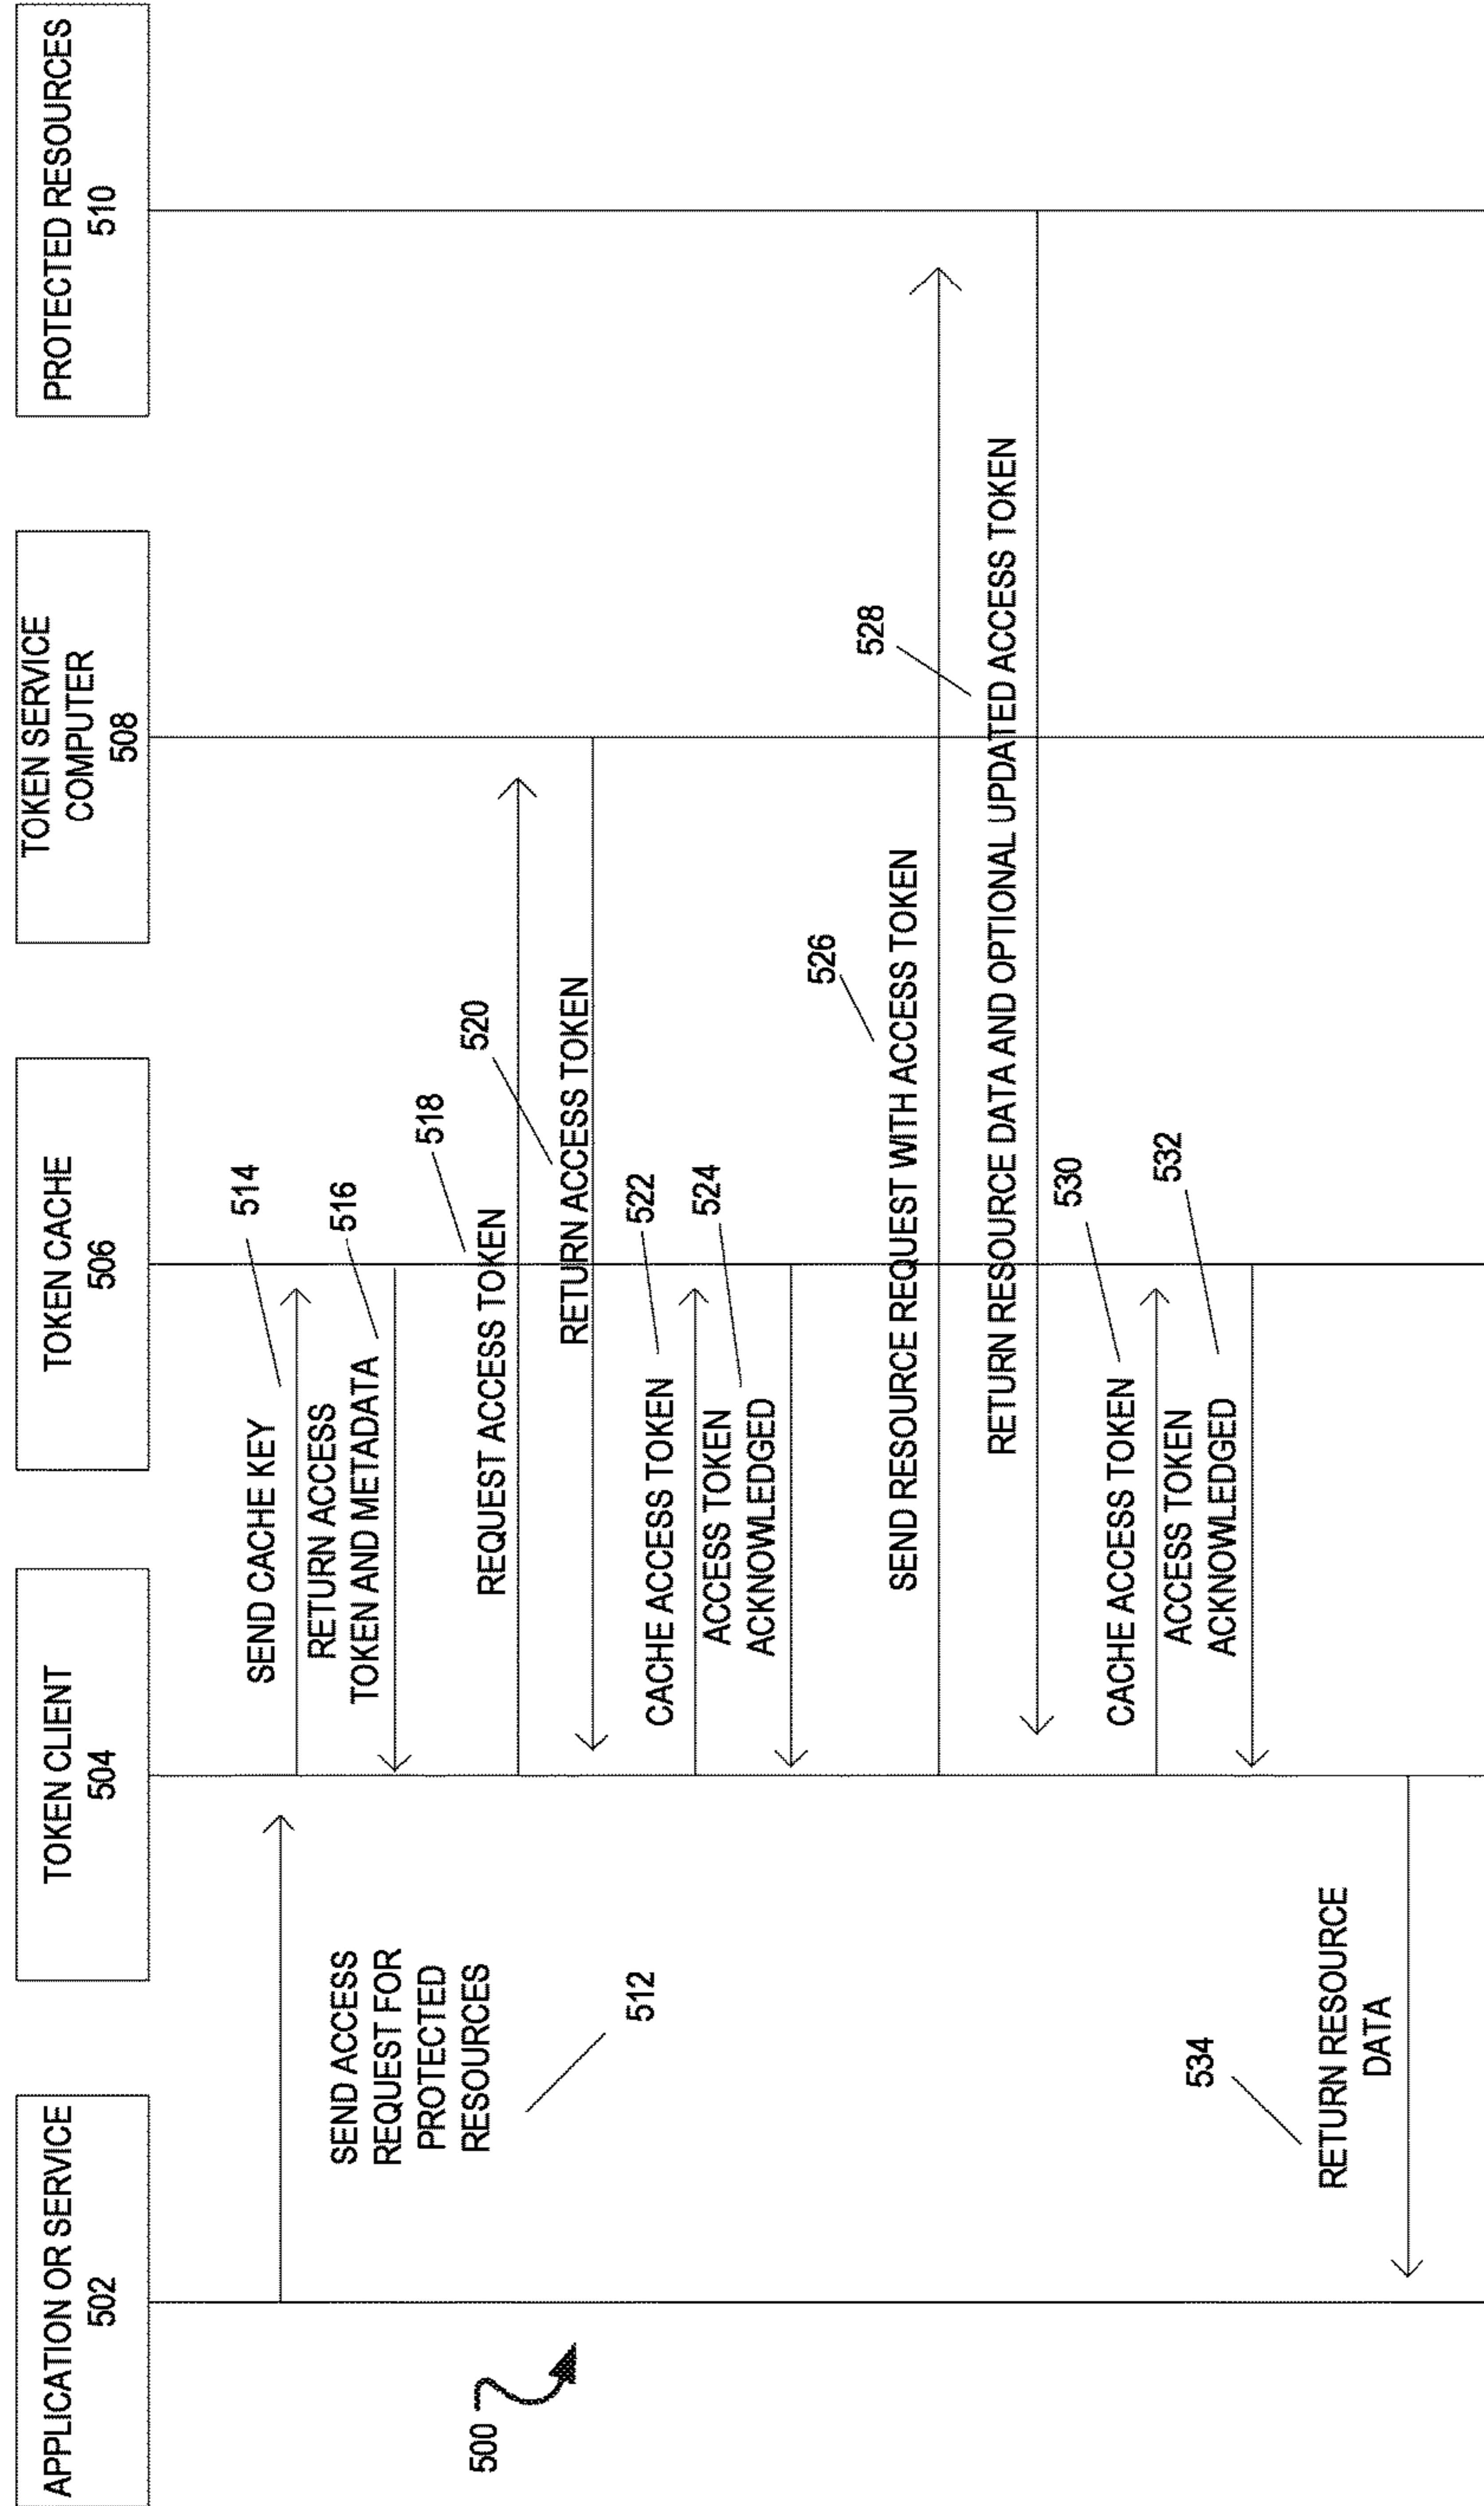 APPLICATION OR SERVICE
502
TOKEN CLIENT
504
TOKEN CACHE
506
TOKEN SERVICE
COMPUTER
508
PROTECTED RESOURCES
510
500
SEND ACCESS
REQUEST FOR
PROTECTED
RESOURCES
512
SEND CACHE KEY
514
RETURN ACCESS
TOKEN AND METADATA
516
REQUEST ACCESS TOKEN
518
RETURN ACCESS TOKEN
520
CACHE ACCESS TOKEN
522
ACCESS TOKEN
ACKNOWLEDGED
524
SEND RESOURCE REQUEST WITH ACCESS TOKEN
526
RETURN RESOURCE DATA AND OPTIONAL UPDATED ACCESS TOKEN
528
CACHE ACCESS TOKEN
530
ACCESS TOKEN
ACKNOWLEDGED
532
RETURN RESOURCE
DATA
534